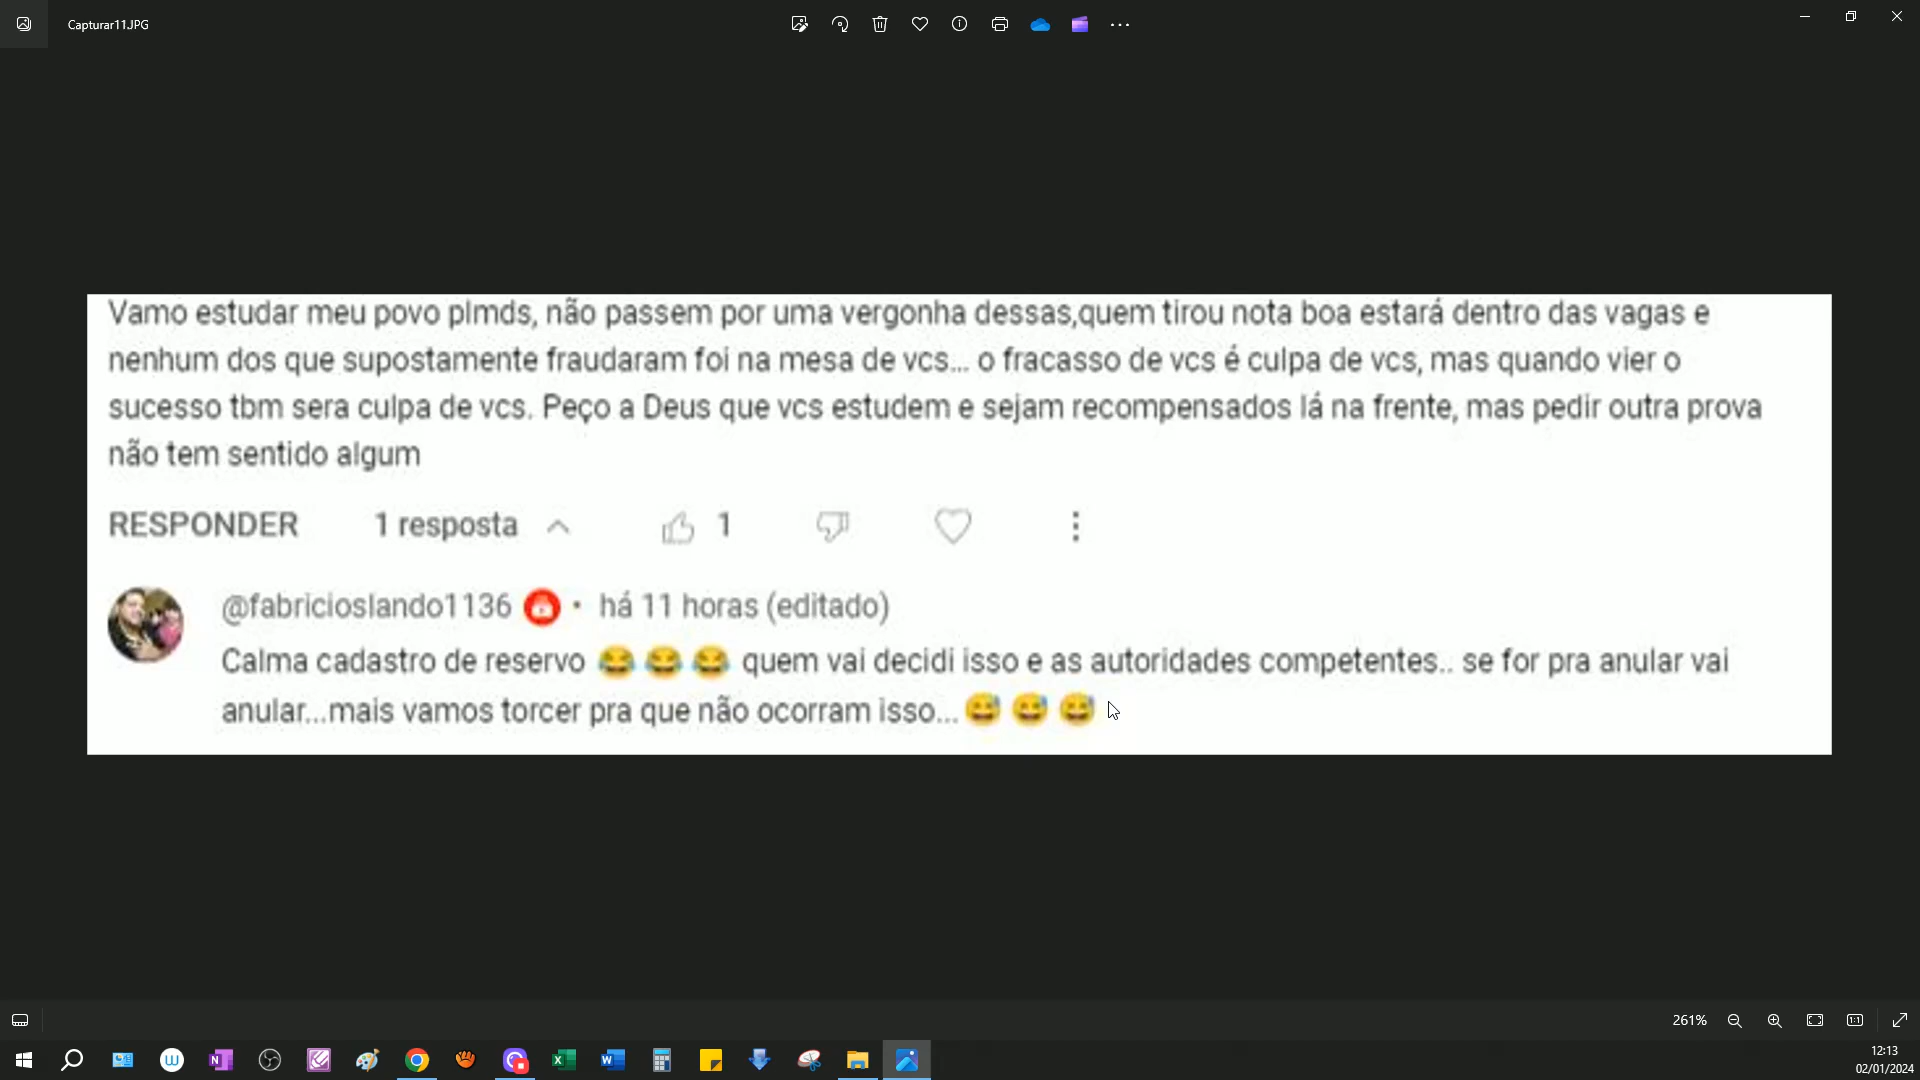 Capturar11.JPG
Vamo estudar meu povo plmds, não passem por uma vergonha dessas,quem tirou nota boa estará dentro das vagas e
nenhum dos que supostamente fraudaram foi na mesa de vcs... o fracasso de vcs é culpa de vcs, mas quando vier o
sucesso tbm sera culpa de vcs. Peço a Deus que vcs estudem e sejam recompensados lá na frente, mas pedir outra prova
não tem sentido algum
RESPONDER 1 resposta 1
@fabricioslando1136 • há 11 horas (editado)
Calma cadastro de reservo 😂😂😂 quem vai decidi isso e as autoridades competentes.. se for pra anular vai
anular...mais vamos torcer pra que não ocorram isso...😅😅😅
261%
12:13
02/01/2024